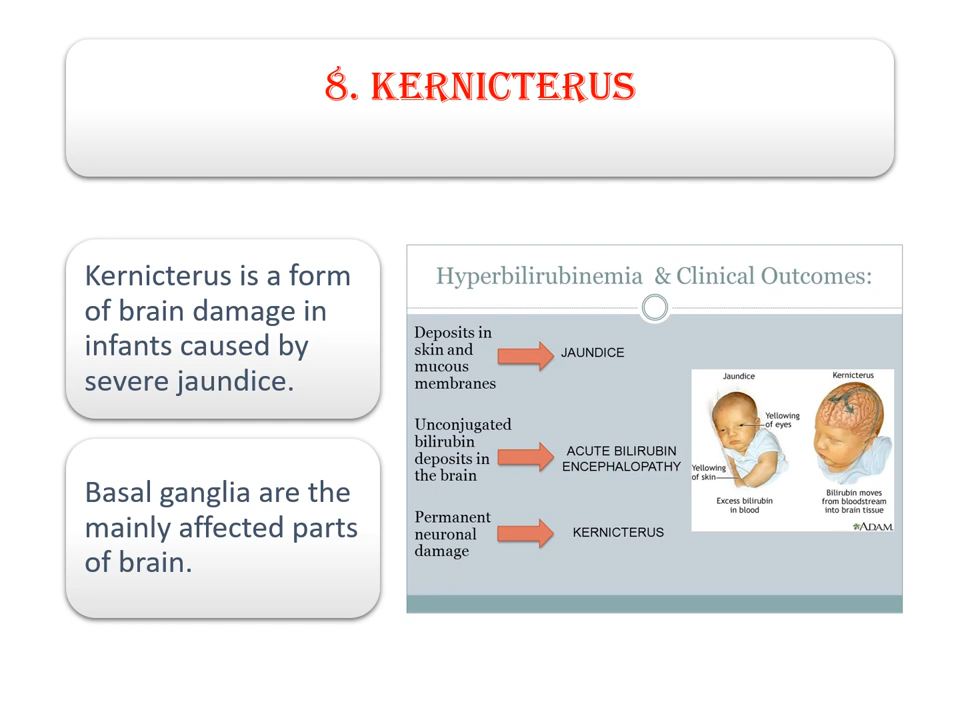 8. KERNICTERUS
Kernicterus is a form
of brain damage in
infants caused by
severe jaundice.
Basal ganglia are the
mainly affected parts
of brain.
Hyperbilirubinemia & Clinical Outcomes:
Deposits in
skin and
mucous
membranes
JAUNDICE
Unconjugated
bilirubin
deposits in
the brain
ACUTE BILIRUBIN
ENCEPHALOPATHY
Permanent
neuronal
damage
KERNICTERUS
Jaundice
Yellowing
of eyes
Yellowing
of skin
Excess bilirubin
in blood
Kernicterus
Bilirubin moves
from bloodstream
into brain tissue
ADAM